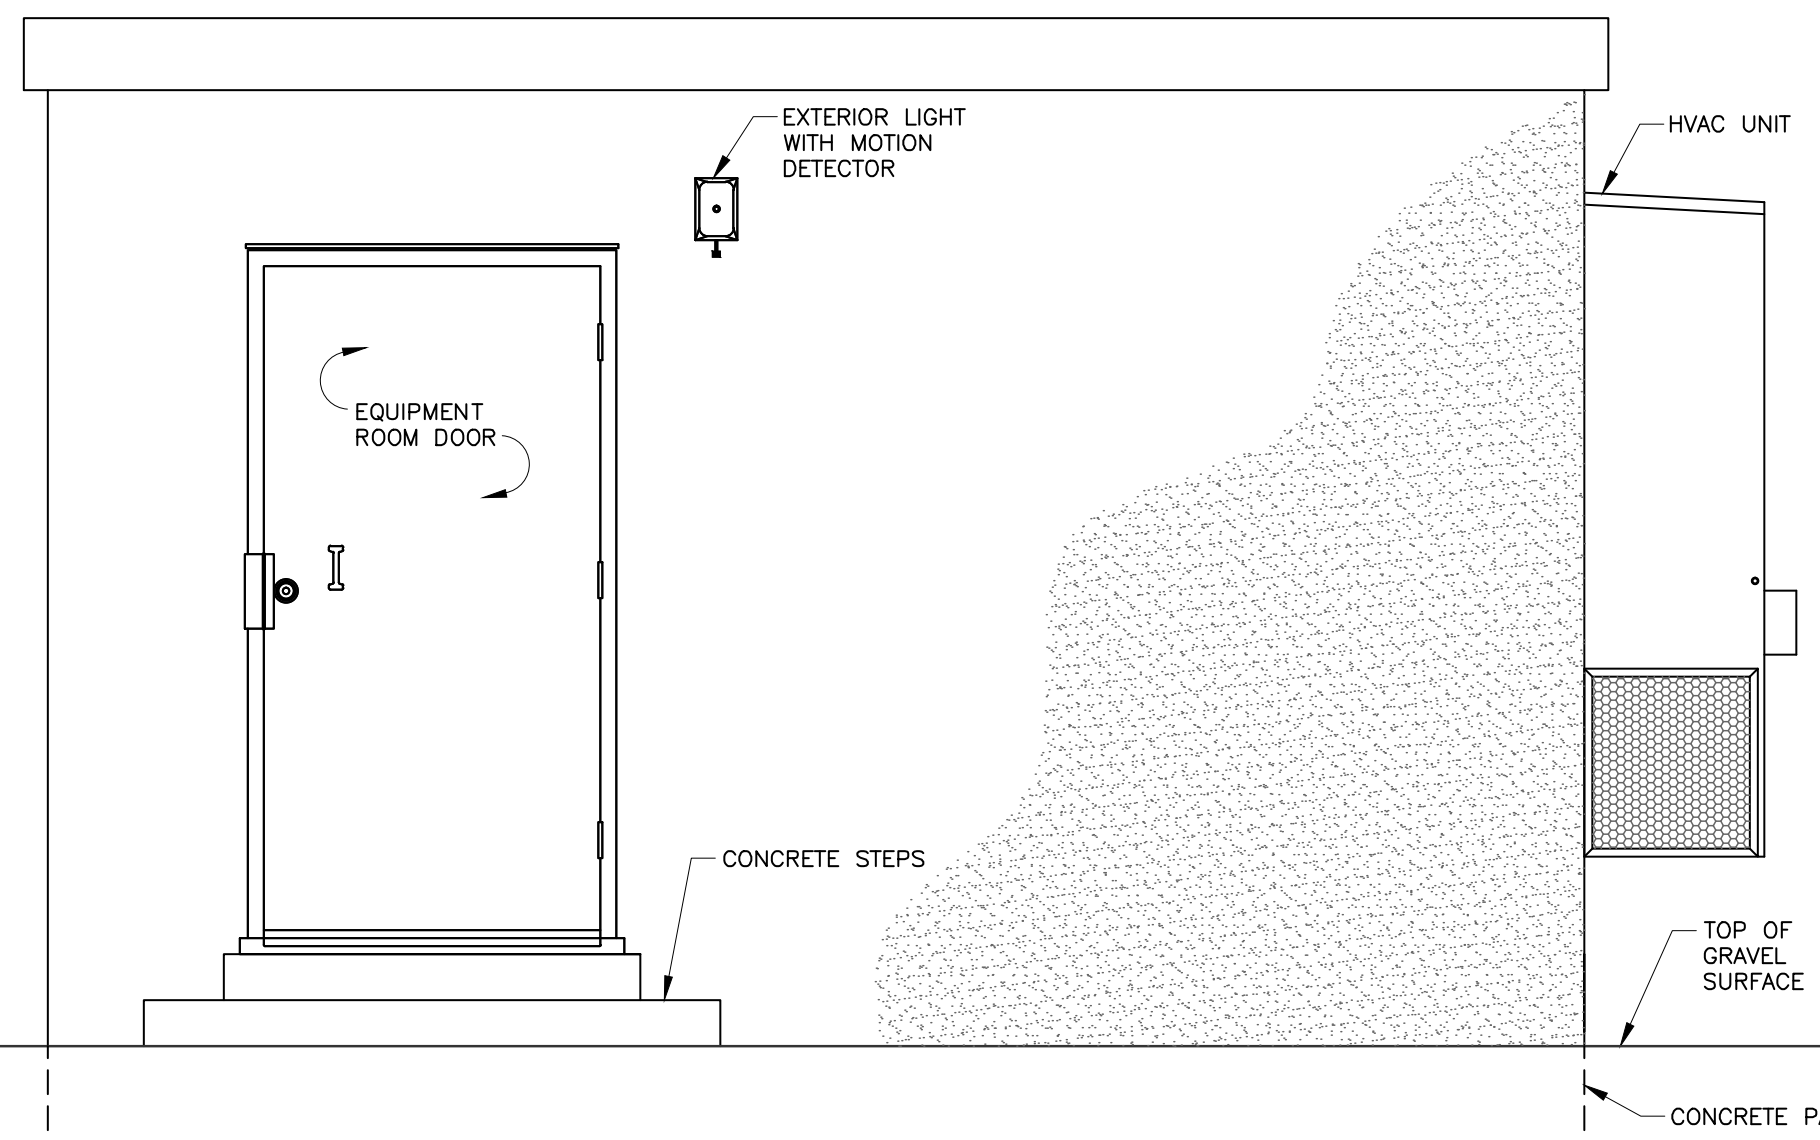 EXTERIOR LIGHT
WITH MOTION
DETECTOR
HVAC UNIT
EQUIPMENT
ROOM DOOR
CONCRETE STEPS
TOP OF
GRAVEL
SURFACE
CONCRETE